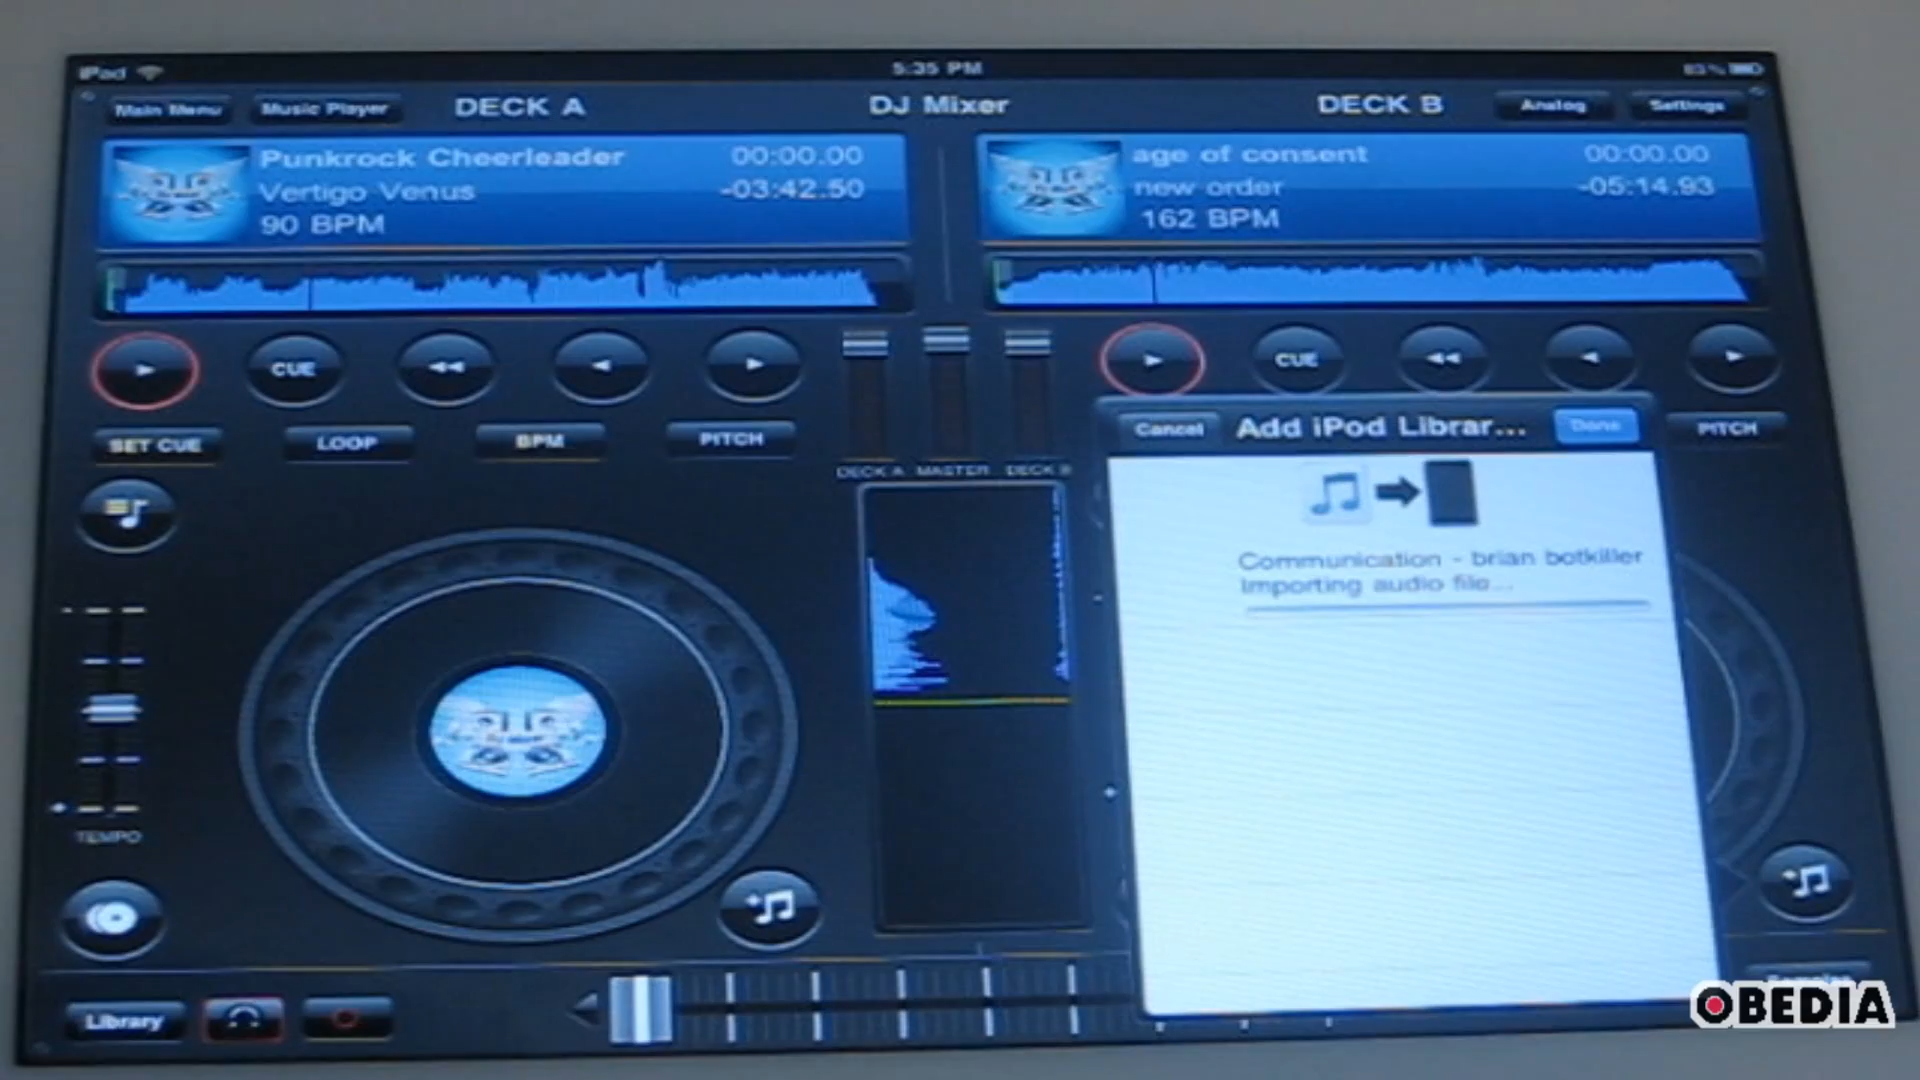 iPad
5:35 PM
83%
Main Menu
Music Player
DECK A
DJ Mixer
DECK B
Analog
Settings
Punkrock Cheerleader
00:00.00
Vertigo Venus
-03:42.50
90 BPM
age of consent
00:00.00
new order
-05:14.93
162 BPM
CUE
CUE
SET CUE
LOOP
BPM
PITCH
Cancel
Add iPod Librar...
Done
PITCH
DECK A
MASTER
DECK B
Communication - brian botkiller
Importing audio file...
TEMPO
Library
OBEDIA